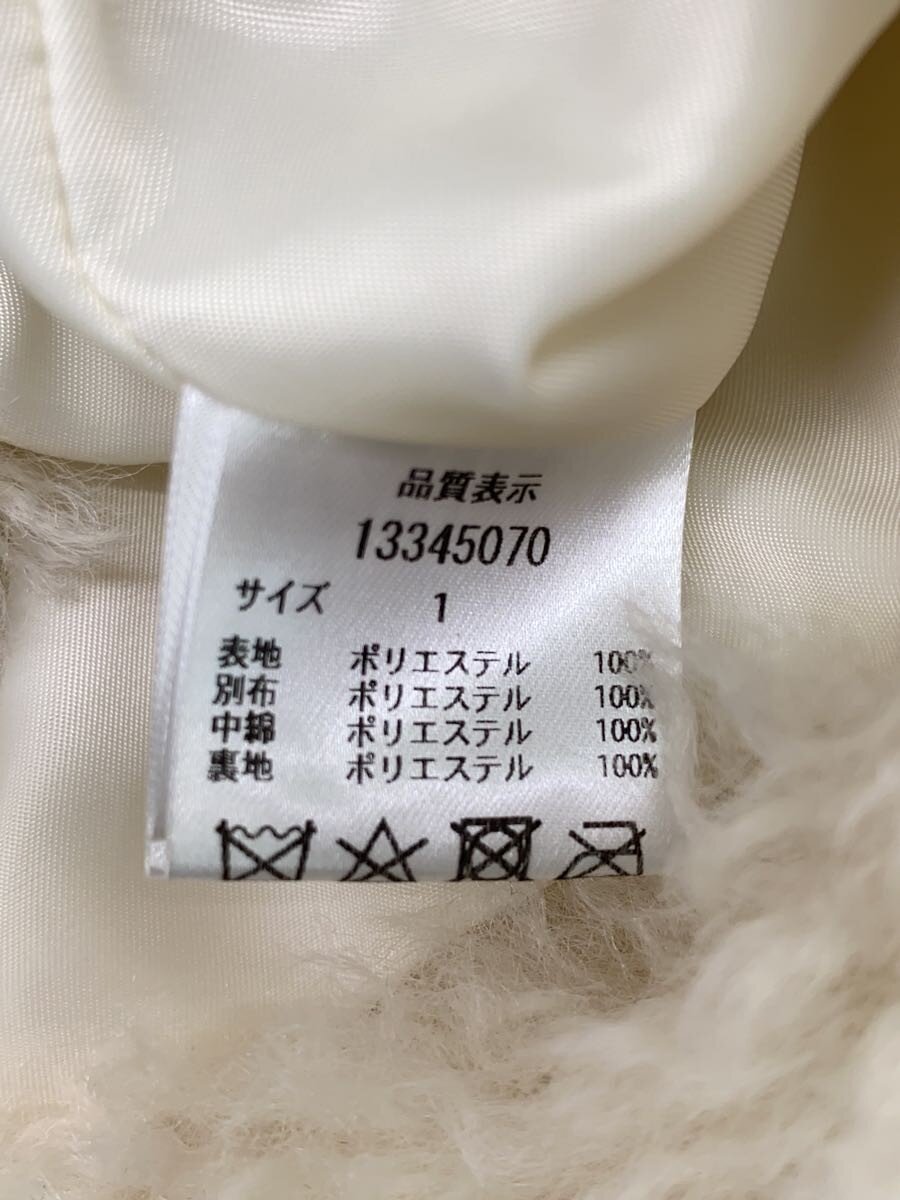 品質表示
13345070
サイズ 1
表地 ポリエステル 100%
別布 ポリエステル 100%
中綿 ポリエステル 100%
裏地 ポリエステル 100%